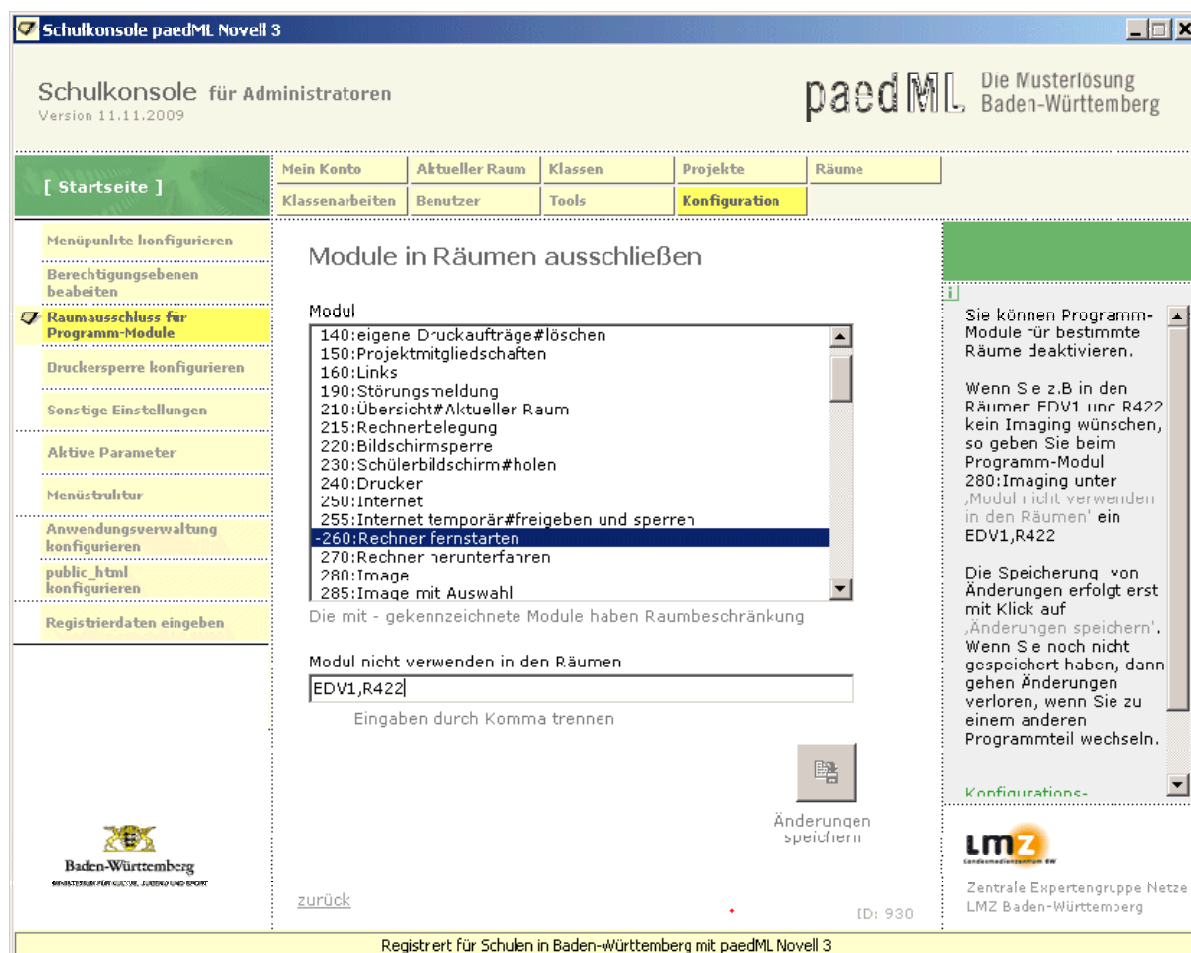 Schulkonsole paedML Novell 3
Schulkonsole für Administratoren
Version 11.11.2009
paedML Die Musterlösung
Baden-Württemberg
[ Startseite ]
Mein Konto
Aktueller Raum
Klassen
Projekte
Räume
Klassenarbeiten
Benutzer
Tools
Konfiguration
Menüpunkte konfigurieren
Berechtigungsebenen
beabeiten
Raumausschluss für
Programm-Module
Druckersperre konfigurieren
Sonstige Einstellungen
Aktive Parameter
Menüstruktur
Anwendungsverwaltung
konfigurieren
public_html
konfigurieren
Registrierdaten eingeben
Baden-Württemberg
MINISTERIUM FÜR KULTUS, JUGEND UND SPORT
Module in Räumen ausschließen
Modul
140:eigene Druckaufträge#löschen
150:Projektmitgliedschaften
160:Links
190:Störungsmeldung
210:Übersicht#Aktueller Raum
215:Rechnerbelegung
220:Bildschirmsperre
230:Schülerbildschirm#holen
240:Drucker
250:Internet
255:Internet temporär#freigeben und sperren
-260:Rechner fernstarten
270:Rechner herunterfahren
280:Image
285:Image mit Auswahl
Die mit - gekennzeichnete Module haben Raumbeschränkung
Modul nicht verwenden in den Räumen
EDV1,R422
Eingaben durch Komma trennen
Änderungen
speichern
zurück
ID: 930
i
Sie können Programm-
Module für bestimmte
Räume deaktivieren.
Wenn Sie z.B in den
Räumen EDV1 und R422
kein Imaging wünschen,
so geben Sie beim
Programm-Modul
280:Imaging unter
‚Modul nicht verwenden
in den Räumen' ein
EDV1,R422
Die Speicherung von
Änderungen erfolgt erst
mit Klick auf
‚Änderungen speichern'.
Wenn Sie noch nicht
gespeichert haben, dann
gehen Änderungen
verloren, wenn Sie zu
einem anderen
Programmteil wechseln.
Konfigurations-
LMZ
Landesmedienzentrum BW
Zentrale Expertengruppe Netze
LMZ Baden-Württemberg
Registriert für Schulen in Baden-Württemberg mit paedML Novell 3